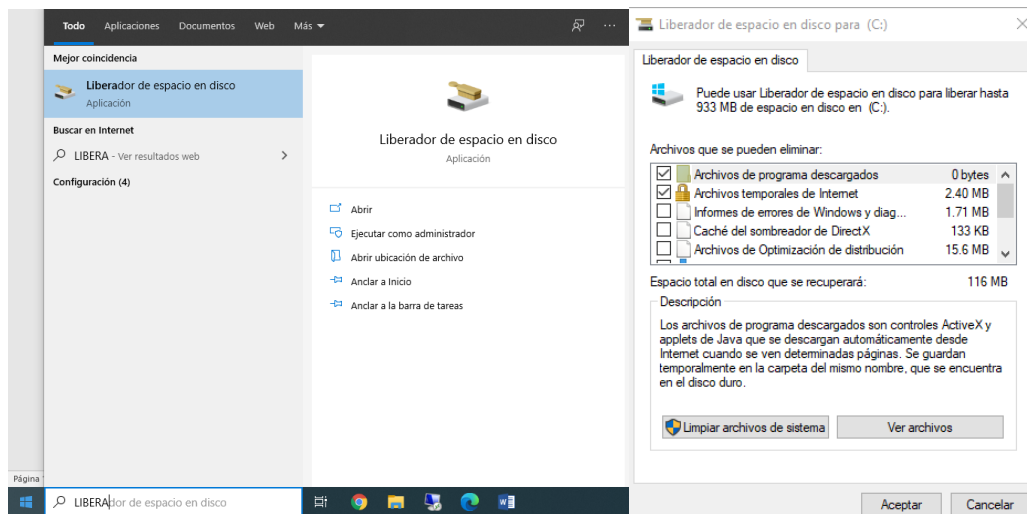 Todo Aplicaciones Documentos Web Más
Mejor coincidencia
Liberador de espacio en disco
Aplicación
Buscar en Internet
LIBERA - Ver resultados web
Configuración (4)
Liberador de espacio en disco
Aplicación
Abrir
Ejecutar como administrador
Abrir ubicación de archivo
Anclar a Inicio
Anclar a la barra de tareas
Página
LIBERAdor de espacio en disco
Liberador de espacio en disco para (C:)
Liberador de espacio en disco
Puede usar Liberador de espacio en disco para liberar hasta
933 MB de espacio en disco en (C:).
Archivos que se pueden eliminar:
Archivos de programa descargados 0 bytes
Archivos temporales de Internet 2.40 MB
Informes de errores de Windows y diag... 1.71 MB
Caché del sombreador de DirectX 133 KB
Archivos de Optimización de distribución 15.6 MB
Espacio total en disco que se recuperará: 116 MB
Descripción
Los archivos de programa descargados son controles ActiveX y
applets de Java que se descargan automáticamente desde
Internet cuando se ven determinadas páginas. Se guardan
temporalmente en la carpeta del mismo nombre, que se encuentra
en el disco duro.
Limpiar archivos de sistema Ver archivos
Aceptar Cancelar